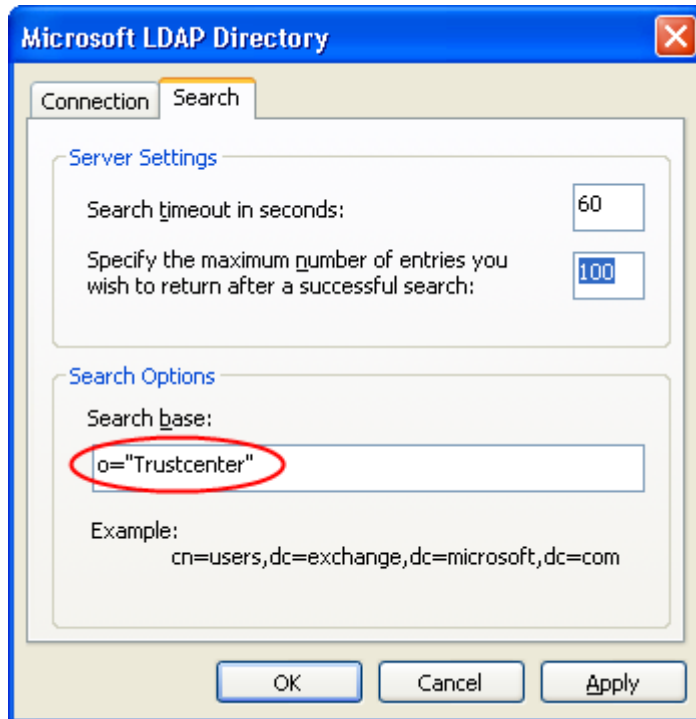 Microsoft LDAP Directory
Connection
Search
Server Settings
Search timeout in seconds:
60
Specify the maximum number of entries you
wish to return after a successful search:
100
Search Options
Search base:
o="Trustcenter"
Example:
cn=users,dc=exchange,dc=microsoft,dc=com
OK
Cancel
Apply